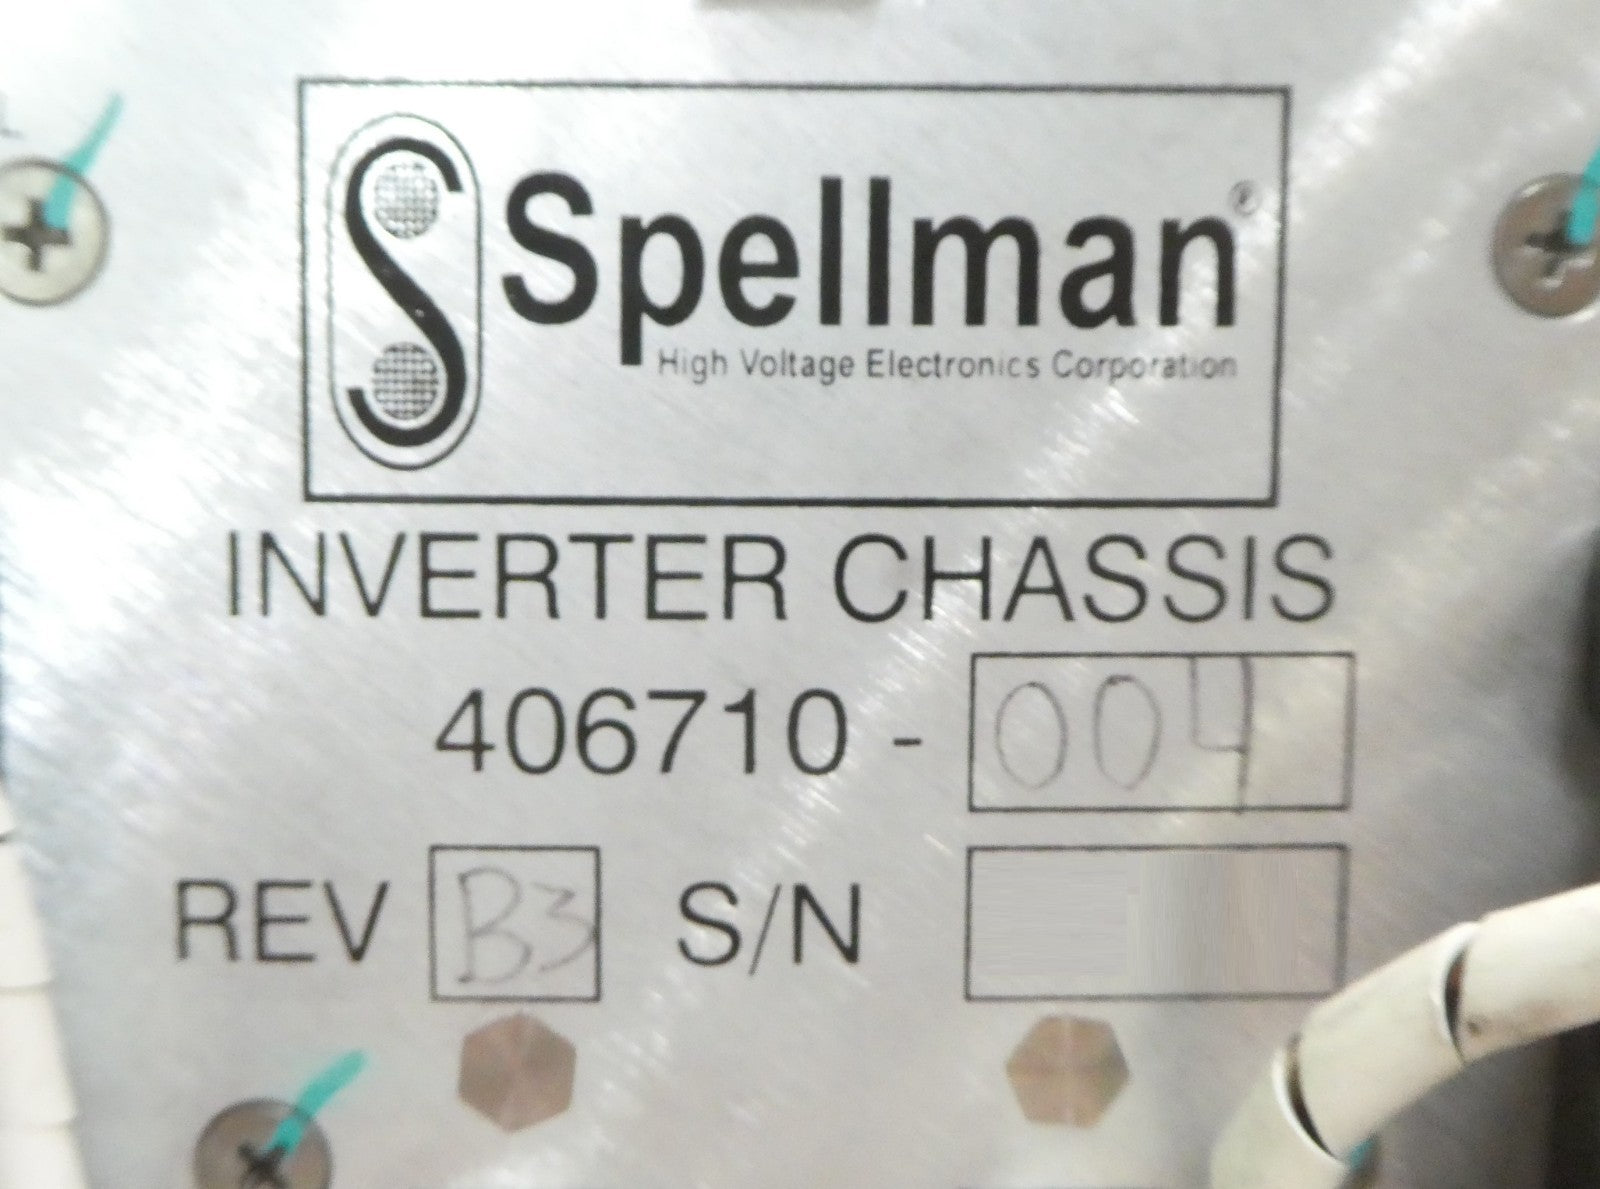 Spellman®
High Voltage Electronics Corporation
INVERTER CHASSIS
406710 - 004
REV B3 S/N